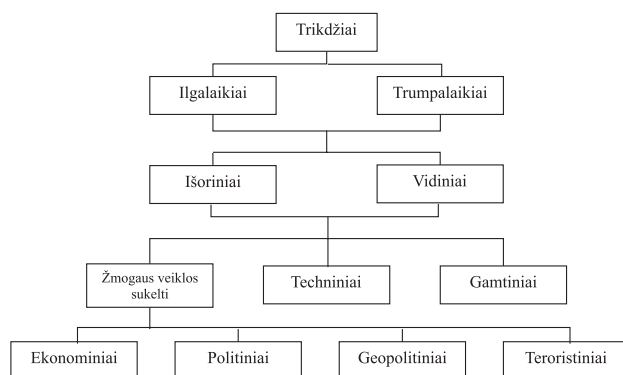 Trikdžiai
Ilgalaikiai
Trumpalaikiai
Išoriniai
Vidiniai
Žmogaus veiklos
sukelti
Techniniai
Gamtiniai
Ekonominiai
Politiniai
Geopolitiniai
Teroristiniai